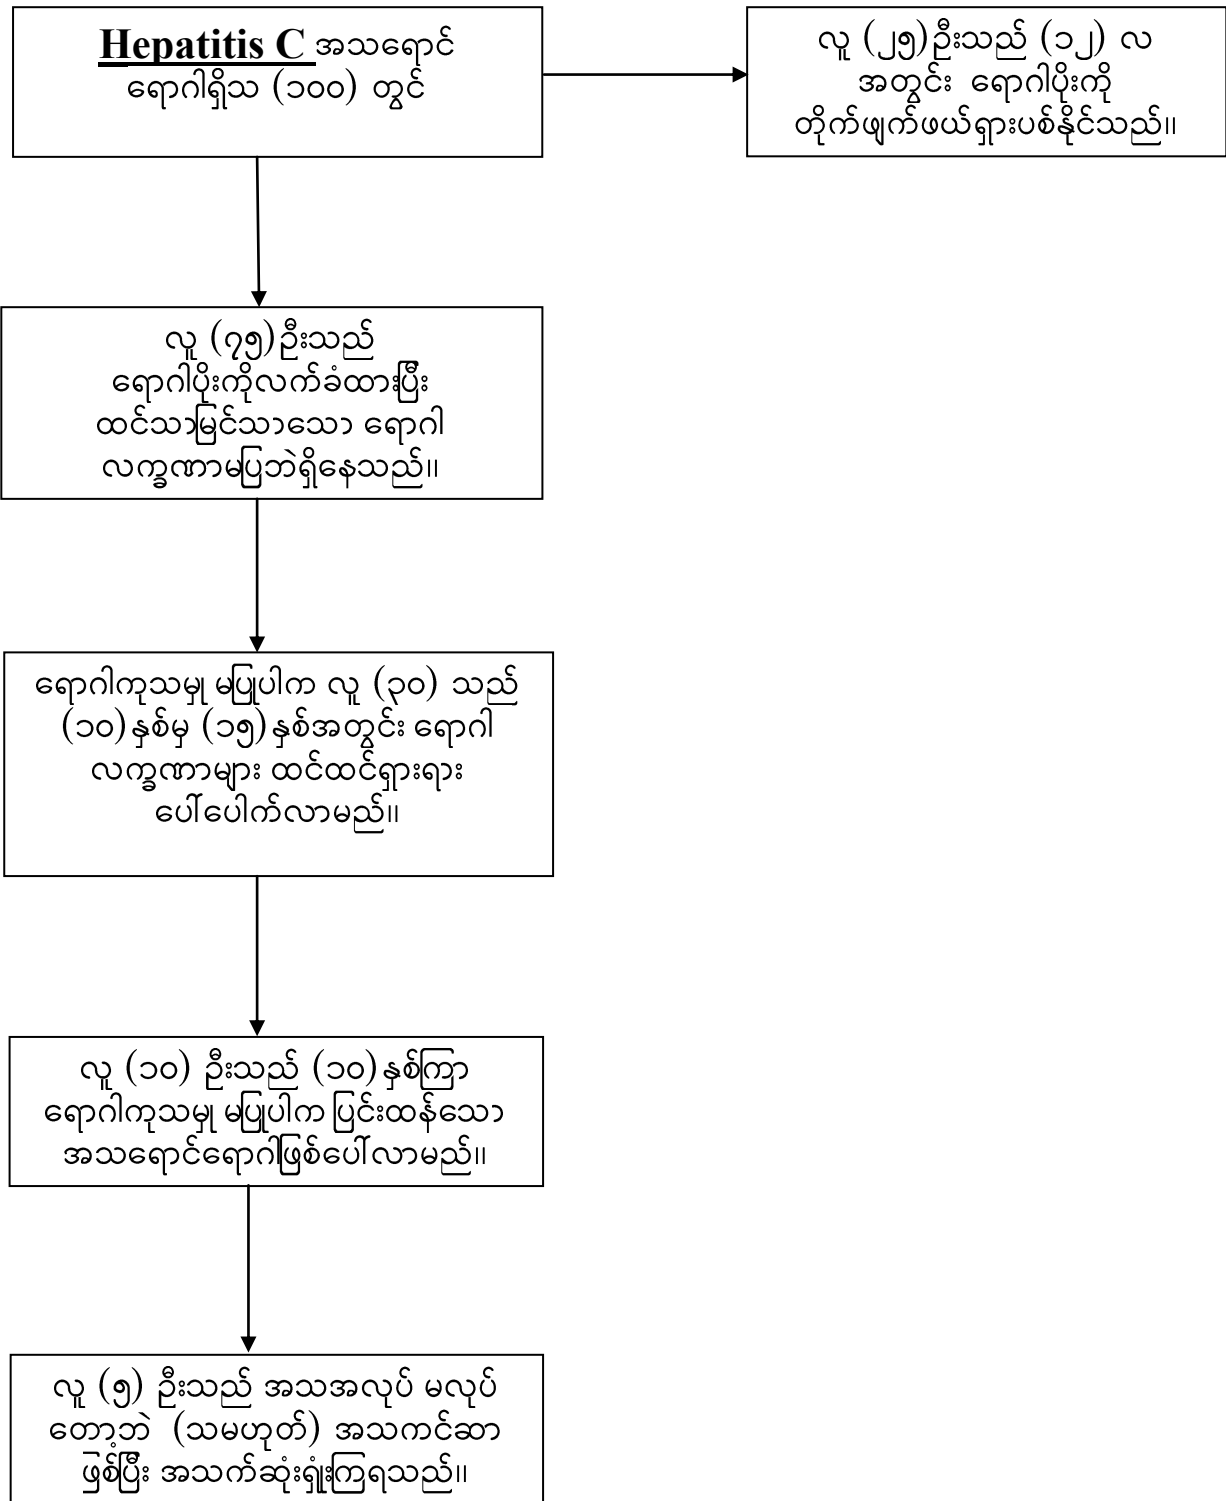 Hepatitis C အသရောင်
ရောဂါရှိသ (၁၀၀) တွင်
လူ (၂၅)ဦးသည် (၁၂) လ
အတွင်း ရောဂါပိုးကို
တိုက်ဖျက်ဖယ်ရှားပစ်နိုင်သည်။
လူ (၇၅)ဦးသည်
ရောဂါပိုးကိုလက်ခံထားပြီး
ထင်သာမြင်သာသော ရောဂါ
လက္ခဏာမပြဘဲရှိနေသည်။
ရောဂါကုသမှု မပြုပါက လူ (၃၀) သည်
(၁၀)နှစ်မှ (၁၅)နှစ်အတွင်း ရောဂါ
လက္ခဏာများ ထင်ထင်ရှားရား
ပေါ်ပေါက်လာမည်။
လူ (၁၀) ဦးသည် (၁၀)နှစ်ကြာ
ရောဂါကုသမှု မပြုပါက ပြင်းထန်သော
အသရောင်ရောဂါဖြစ်ပေါ်လာမည်။
လူ (၅) ဦးသည် အသအလုပ် မလုပ်
တော့ဘဲ (သမဟုတ်) အသကင်ဆာ
ဖြစ်ပြီး အသက်ဆုံးရှုံးကြရသည်။